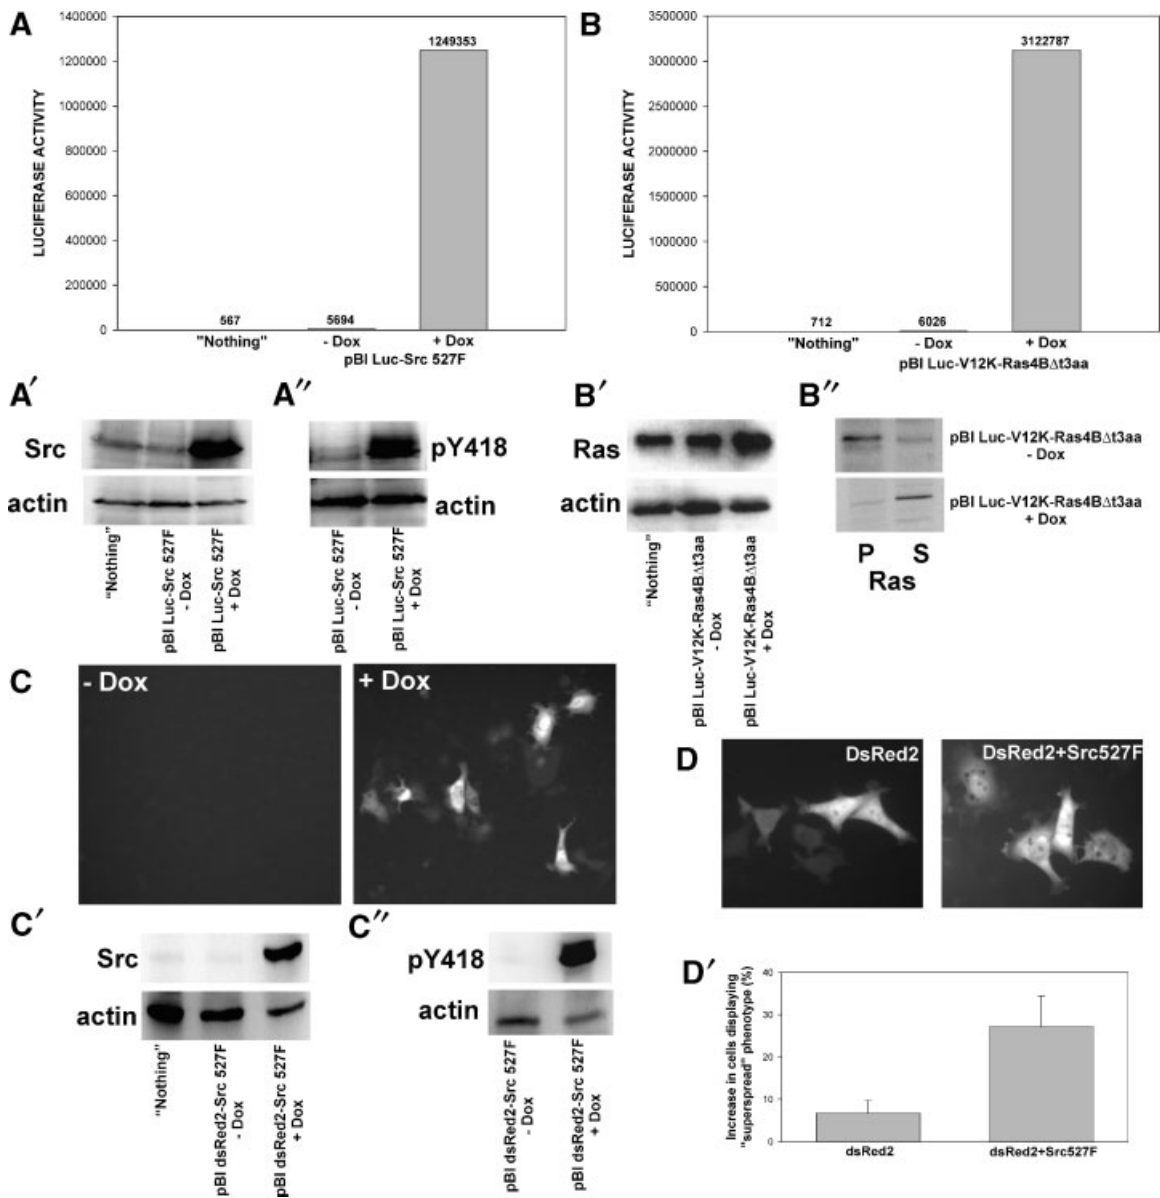 A
1400000
1200000
1000000
800000
600000
400000
200000
0
LUCIFERASE ACTIVITY
567
5694
1249353
"Nothing"
- Dox
+ Dox
pBI Luc-Src 527F
B
3500000
3000000
2500000
2000000
1500000
1000000
500000
0
LUCIFERASE ACTIVITY
712
6026
3122787
"Nothing"
- Dox
+ Dox
pBI Luc-V12K-Ras4BΔt3aa
A'
Src
actin
"Nothing"
pBI Luc-Src 527F
- Dox
pBI Luc-Src 527F
+ Dox
A"
pY418
actin
pBI Luc-Src 527F
- Dox
pBI Luc-Src 527F
+ Dox
B'
Ras
actin
"Nothing"
pBI Luc-V12K-Ras4BΔt3aa
- Dox
pBI Luc-V12K-Ras4BΔt3aa
+ Dox
B"
pBI Luc-V12K-Ras4BΔt3aa
- Dox
pBI Luc-V12K-Ras4BΔt3aa
+ Dox
P S
Ras
C
- Dox
+ Dox
D
DsRed2
DsRed2+Src527F
C'
Src
actin
"Nothing"
pBI dsRed2-Src 527F
- Dox
pBI dsRed2-Src 527F
+ Dox
C"
pY418
actin
pBI dsRed2-Src 527F
- Dox
pBI dsRed2-Src 527F
+ Dox
D'
Increase in cells displaying
"superspread" phenotype (%)
40
30
20
10
0
dsRed2
dsRed2+Src527F